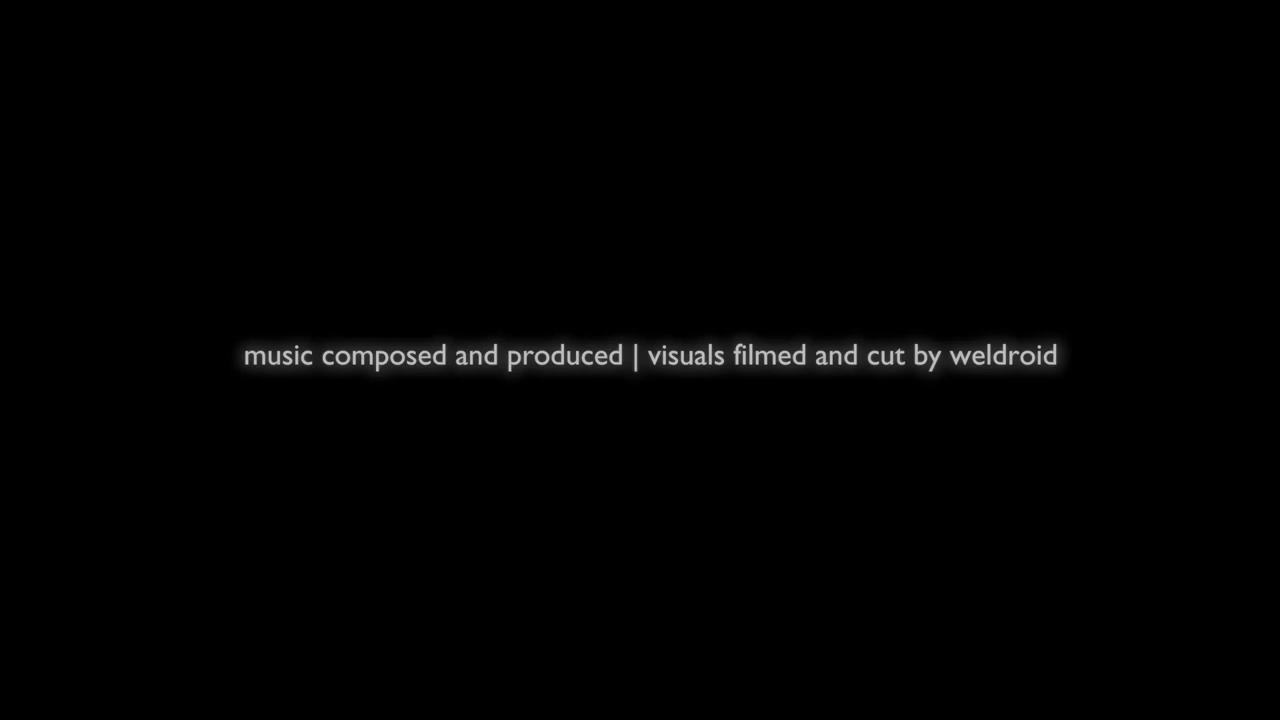 music composed and produced | visuals filmed and cut by weldroid